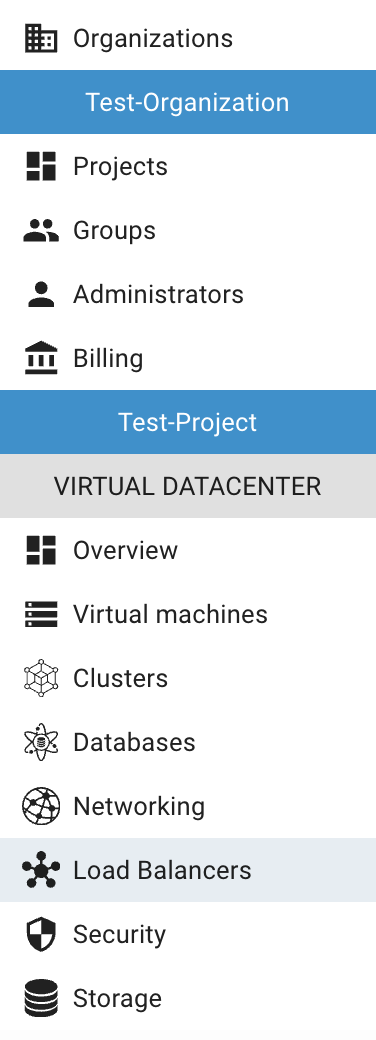 Organizations
Test-Organization
Projects
Groups
Administrators
Billing
Test-Project
VIRTUAL DATACENTER
Overview
Virtual machines
Clusters
Databases
Networking
Load Balancers
Security
Storage